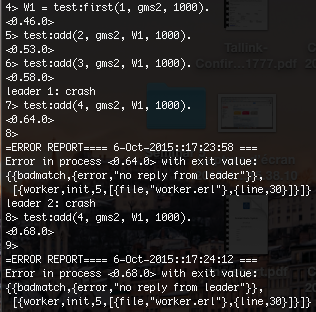 4> W1 = test:first(1, gms2, 1000).
<0.46.0>
5> test:add(2, gms2, W1, 1000).
<0.53.0>
6> test:add(3, gms2, W1, 1000).
<0.58.0>
leader 1: crash
7> test:add(4, gms2, W1, 1000).
<0.64.0>
8>
=ERROR REPORT==== 6-Oct-2015::17:23:58 ===
Error in process <0.64.0> with exit value:
{{badmatch,{error,"no reply from leader"}},
[{worker,init,5,[{file,"worker.erl"},{line,30}]}]}
leader 2: crash
8> test:add(4, gms2, W1, 1000).
<0.68.0>
9>
=ERROR REPORT==== 6-Oct-2015::17:24:12 ===
Error in process <0.68.0> with exit value:
{{badmatch,{error,"no reply from leader"}},
[{worker,init,5,[{file,"worker.erl"},{line,30}]}]}
Tallink-
Confir...1777.pdf